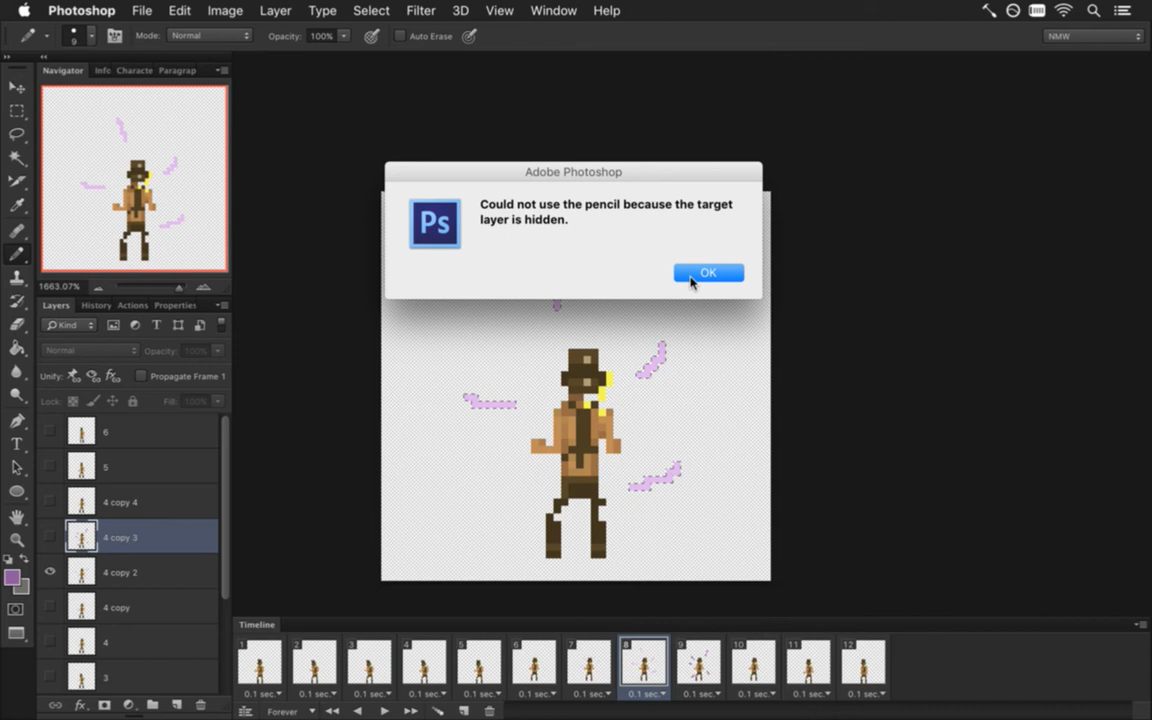 Photoshop File Edit Image Layer Type Select Filter 3D View Window Help
9 Mode: Normal Opacity: 100% Auto Erase NMW
Navigator Info Characte Paragrap
Adobe Photoshop
Could not use the pencil because the target
layer is hidden.
Ps
OK
1663.07%
Layers History Actions Properties
Kind
Normal Opacity: 100%
Unify: Propagate Frame 1
Lock: Fill: 100%
6
5
4 copy 4
4 copy 3
4 copy 2
4 copy
4
3
Timeline
1 2 3 4 5 6 7 8 9 10 11 12
0.1 sec. 0.1 sec. 0.1 sec. 0.1 sec. 0.1 sec. 0.1 sec. 0.1 sec. 0.1 sec. 0.1 sec. 0.1 sec. 0.1 sec. 0.1 sec.
Forever